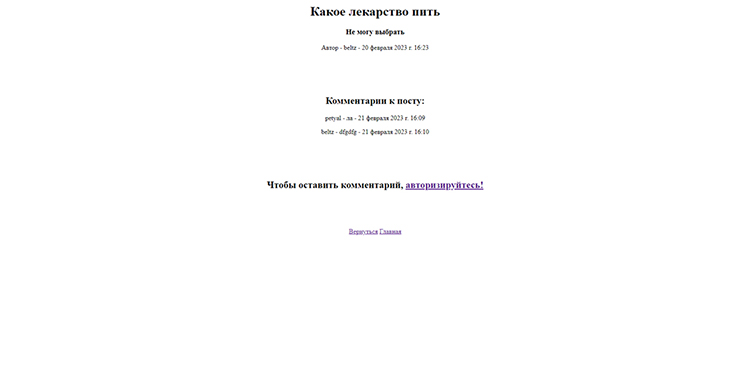 Какое лекарство пить
Не могу выбрать
Автор - beltz - 20 февраля 2023 г. 16:23
Комментарии к посту:
petyal - ла - 21 февраля 2023 г. 16:09
beltz - dfgdfg - 21 февраля 2023 г. 16:10
Чтобы оставить комментарий, авторизируйтесь!
Вернуться Главная